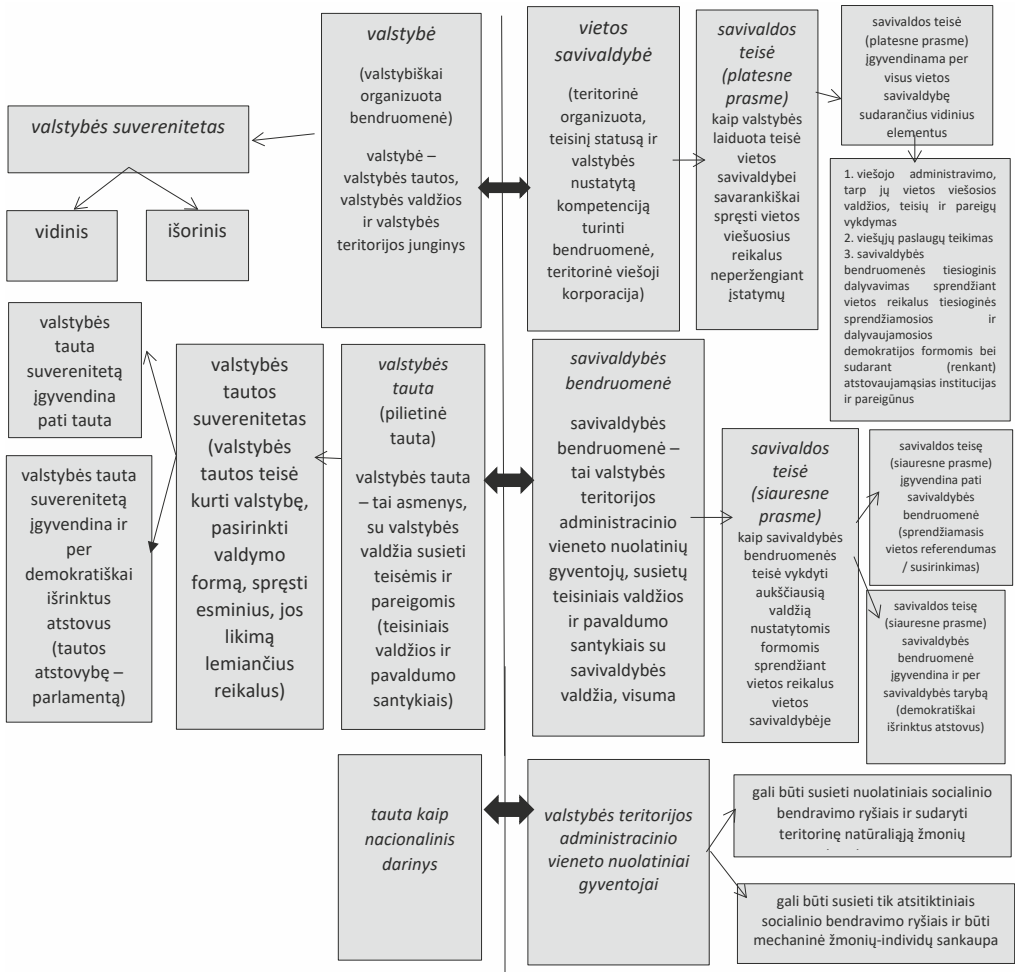 valstybė
(valstybiškai
organizuota
bendruomenė)
valstybė –
valstybės tautos,
valstybės valdžios
ir valstybės
teritorijos junginys
valstybės suverenitetas
vidinis
išorinis
vietos
savivaldybė
(teritorinė
organizuota,
teisinį statusą ir
valstybės
nustatytą
kompetenciją
turinti
bendruomenė,
teritorinė viešoji
korporacija)
savivaldos
teisė
(platesne
prasme)
kaip valstybės
laiduota teisė
vietos
savivaldybei
savarankiškai
spręsti vietos
viešuosius
reikalus
neperžengiant
įstatymų
savivaldos teisė
(platesne prasme)
įgyvendinama per
visus vietos
savivaldybę
sudarančius vidinius
elementus
1. viešojo administravimo,
tarp jų vietos viešosios
valdžios, teisių ir pareigų
vykdymas
2. viešųjų paslaugų teikimas
3. savivaldybės
bendruomenės tiesioginis
dalyvavimas sprendžiant
vietos reikalus tiesioginės
sprendžiamosios ir
dalyvaujamosios
demokratijos formomis bei
sudarant (renkant)
atstovaujamąsias institucijas
ir pareigūnus
valstybės
tauta
suverenitetą
įgyvendina
pati tauta
valstybės tauta
suverenitetą
įgyvendina ir
per
demokratiškai
išrinktus
atstovus
(tautos
atstovybę –
parlamentą)
valstybės
tautos
suverenitetas
(valstybės
tautos teisė
kurti valstybę,
pasirinkti
valdymo
formą, spręsti
esminius, jos
likimą
lemiančius
reikalus)
valstybės
tauta
(pilietinė
tauta)
valstybės tauta
– tai asmenys,
su valstybės
valdžia susieti
teisėmis ir
pareigomis
(teisiniais
valdžios ir
pavaldumo
santykiais)
savivaldybės
bendruomenė
savivaldybės
bendruomenė –
tai valstybės
teritorijos
administracinio
vieneto nuolatinių
gyventojų, susietų
teisiniais valdžios
ir pavaldumo
santykiais su
savivaldybės
valdžia, visuma
savivaldos
teisė
(siauresne
prasme)
kaip savivaldybės
bendruomenės
teisė vykdyti
aukščiausią
valdžią
nustatytomis
formomis
sprendžiant
vietos reikalus
vietos
savivaldybėje
savivaldos teisę
(siauresne prasme)
įgyvendina pati
savivaldybės
bendruomenė
(sprendžiamasis
vietos referendumas
/ susirinkimas)
savivaldos teisę
(siauresne prasme)
savivaldybės
bendruomenė
įgyvendina ir per
savivaldybės tarybą
(demokratiškai
išrinktus atstovus)
tauta kaip
nacionalinis
darinys
valstybės teritorijos
administracinio
vieneto nuolatiniai
gyventojai
gali būti susieti nuolatiniais socialinio
bendravimo ryšiais ir sudaryti
teritorinę natūraliąją žmonių
gali būti susieti tik atsitiktiniais
socialinio bendravimo ryšiais ir būti
mechaninė žmonių-individų sankaupa